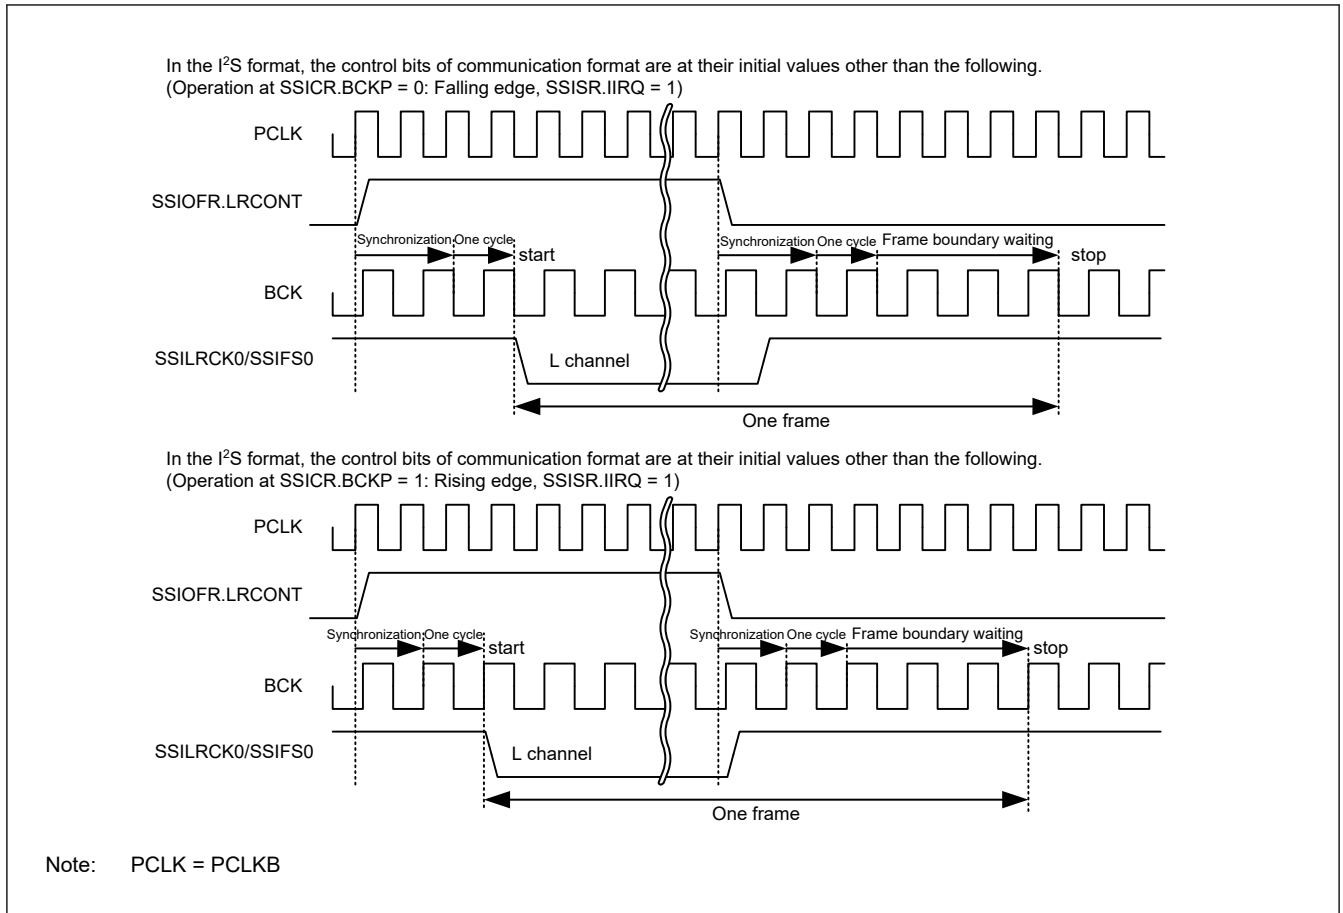 In the I²S format, the control bits of communication format are at their initial values other than the following.
(Operation at SSICR.BCKP = 0: Falling edge, SSISR.IIRQ = 1)
PCLK
SSIOFR.LRCONT
Synchronization One cycle start Synchronization One cycle Frame boundary waiting stop
BCK
SSILRCK0/SSIFS0 L channel
One frame
In the I²S format, the control bits of communication format are at their initial values other than the following.
(Operation at SSICR.BCKP = 1: Rising edge, SSISR.IIRQ = 1)
PCLK
SSIOFR.LRCONT
Synchronization One cycle start Synchronization One cycle Frame boundary waiting stop
BCK
SSILRCK0/SSIFS0 L channel
One frame
Note: PCLK = PCLKB